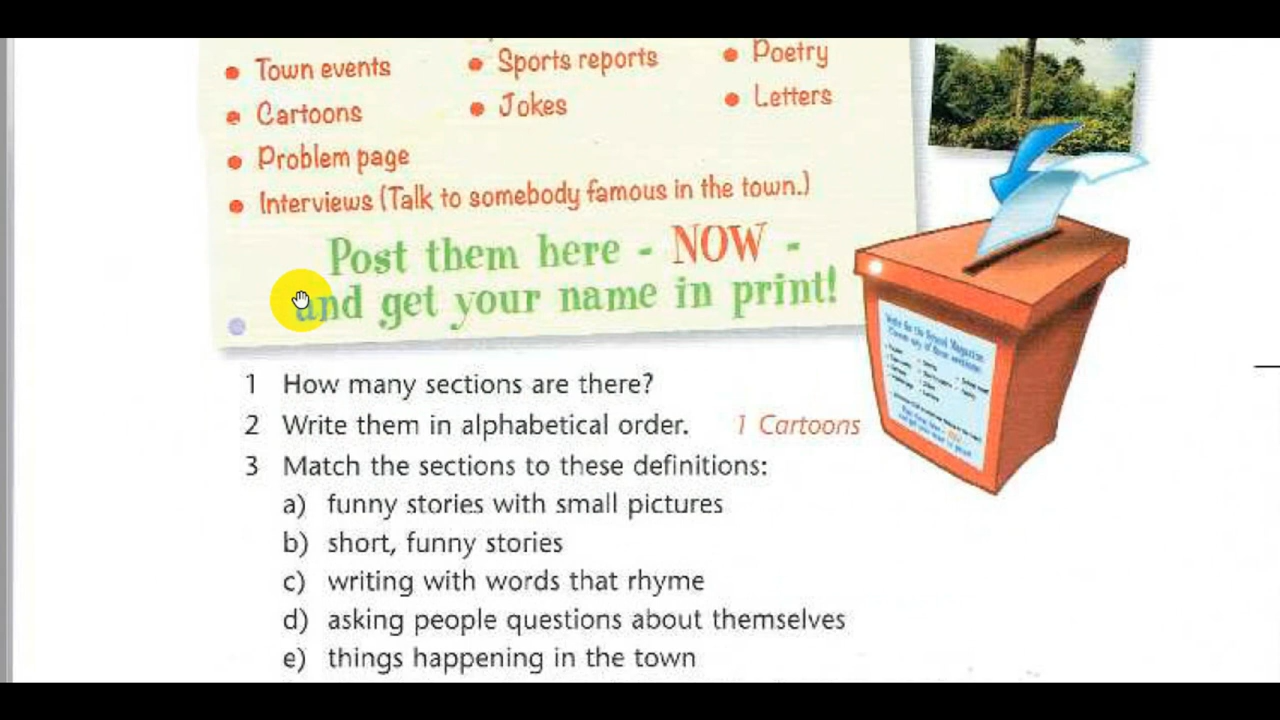 Town events
Sports reports
Poetry
Cartoons
Jokes
Letters
Problem page
Interviews (Talk to somebody famous in the town.)
Post them here - NOW -
and get your name in print!
1 How many sections are there?
2 Write them in alphabetical order. 1 Cartoons
3 Match the sections to these definitions:
a) funny stories with small pictures
b) short, funny stories
c) writing with words that rhyme
d) asking people questions about themselves
e) things happening in the town